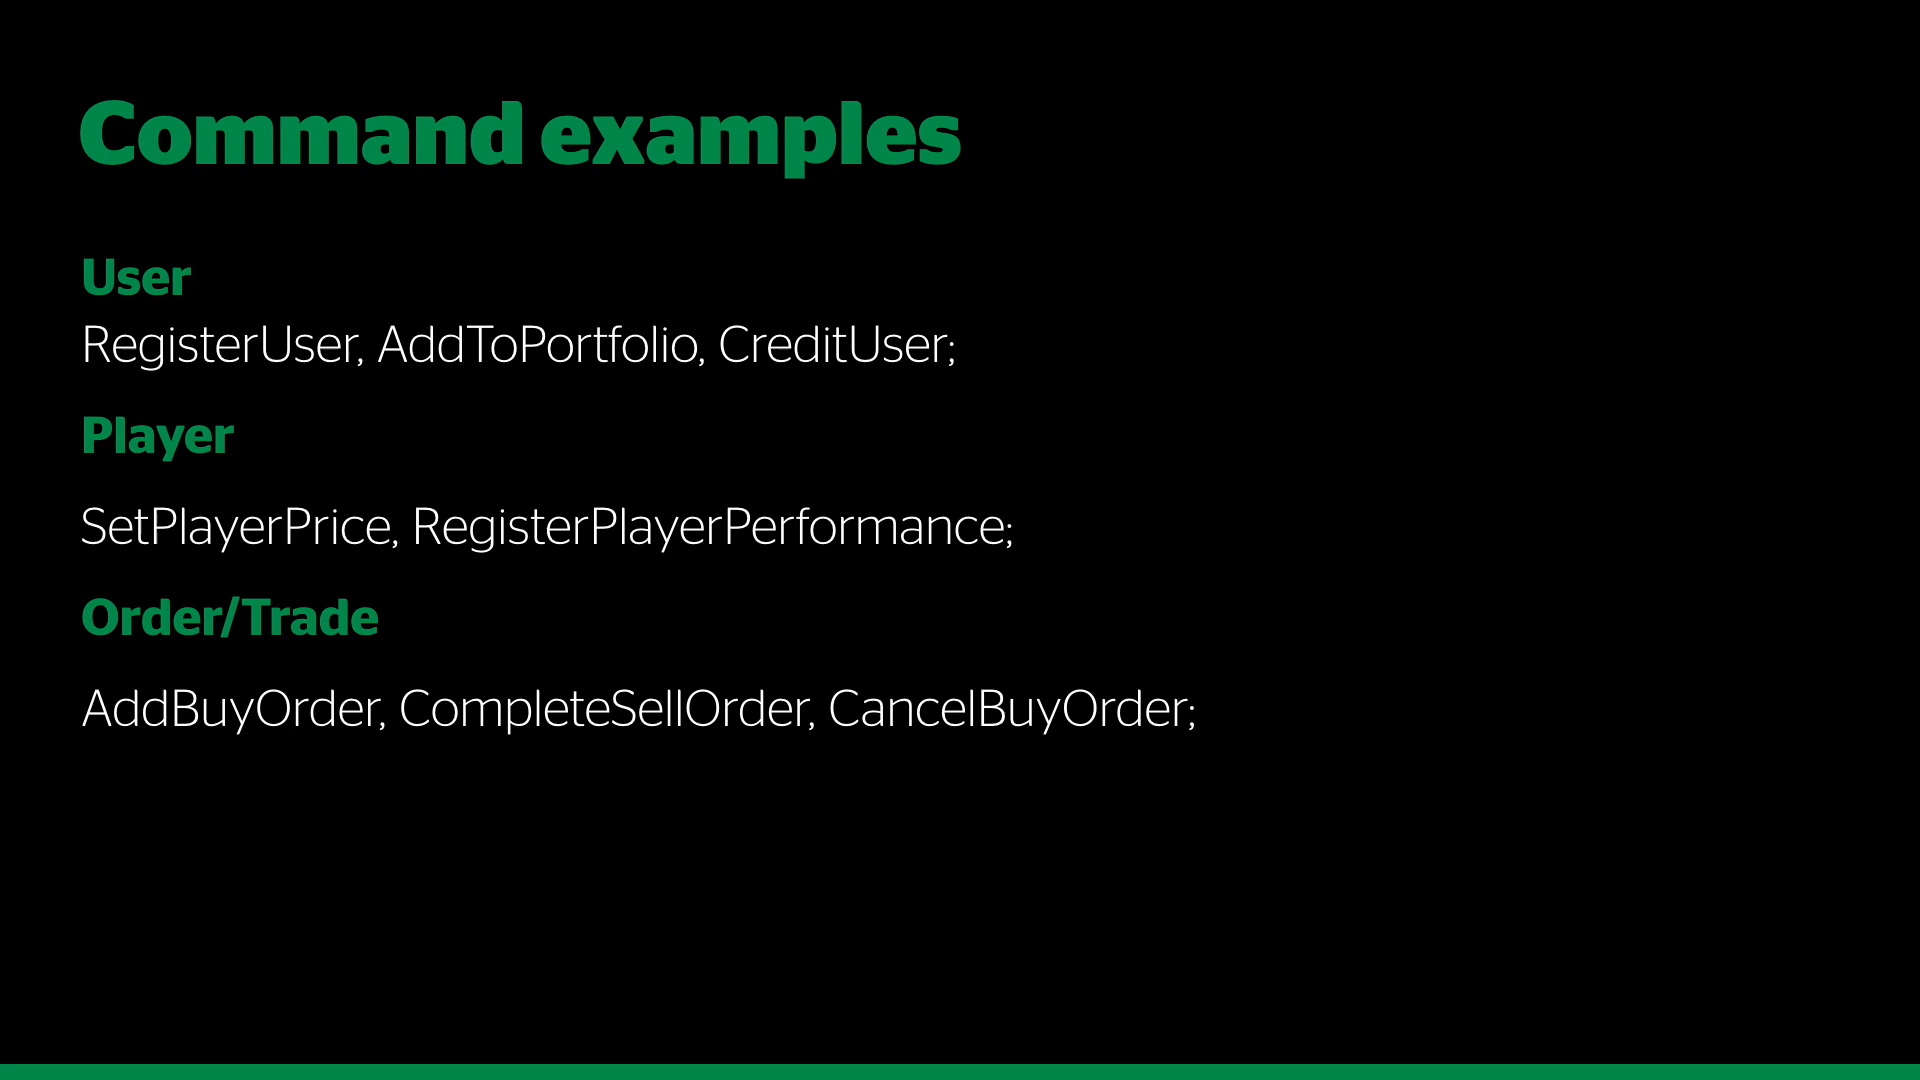 Command examples
User
RegisterUser, AddToPortfolio, CreditUser;
Player
SetPlayerPrice, RegisterPlayerPerformance;
Order/Trade
AddBuyOrder, CompleteSellOrder, CancelBuyOrder;